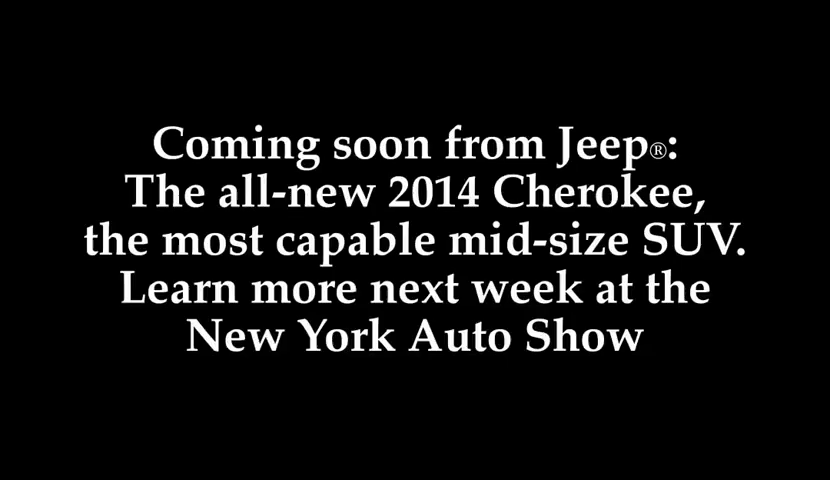 Coming soon from Jeep®:
The all-new 2014 Cherokee,
the most capable mid-size SUV.
Learn more next week at the
New York Auto Show